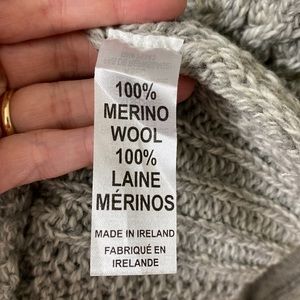 100%
MERINO
WOOL
100%
LAINE
MÉRINOS
MADE IN IRELAND
FABRIQUÉ EN
IRELANDE